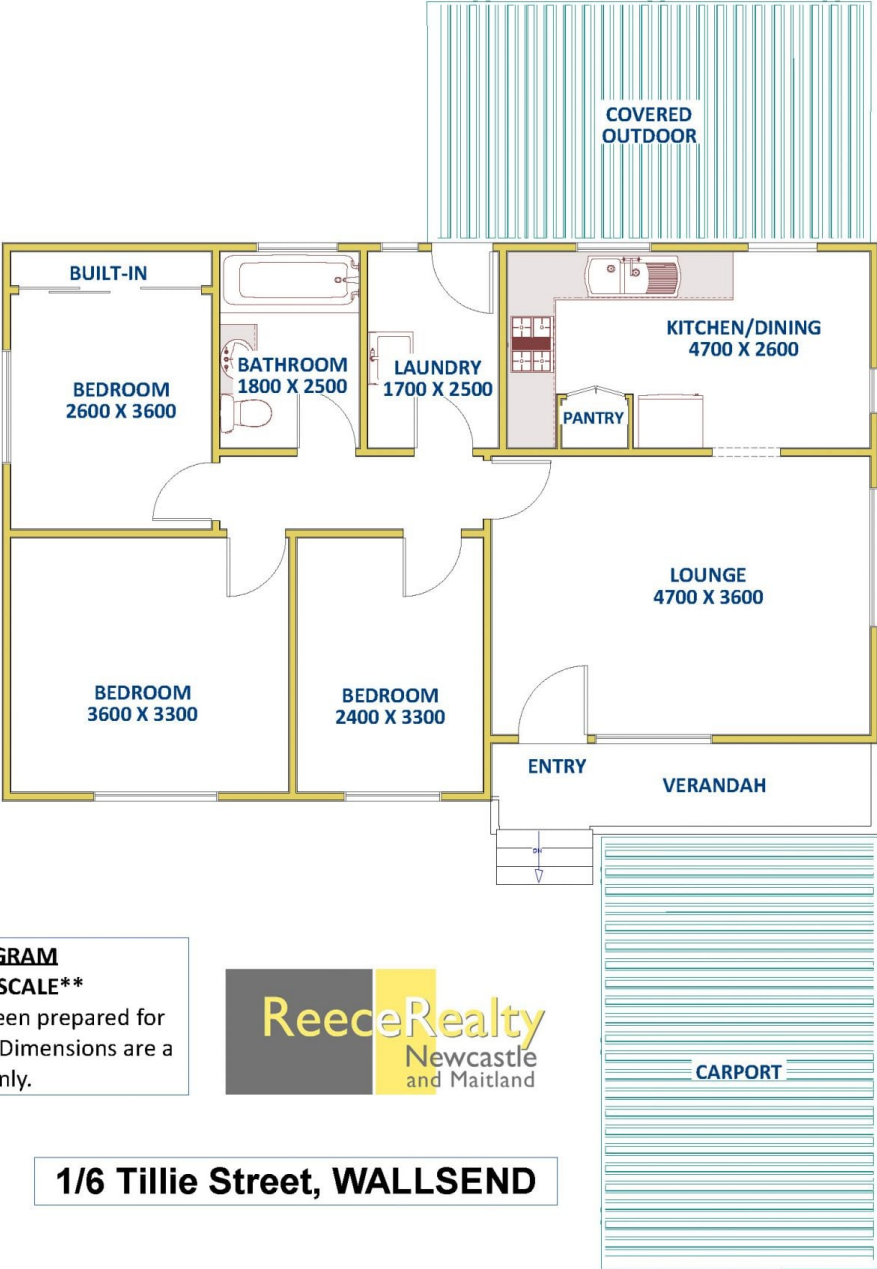 COVERED
OUTDOOR
BUILT-IN
BEDROOM
2600 X 3600
BATHROOM
1800 X 2500
LAUNDRY
1700 X 2500
KITCHEN/DINING
4700 X 2600
PANTRY
LOUNGE
4700 X 3600
BEDROOM
3600 X 3300
BEDROOM
2400 X 3300
ENTRY
VERANDAH
DN
GRAM
SCALE**
een prepared for
Dimensions are a
nly.
ReeceRealty
Newcastle
and Maitland
CARPORT
1/6 Tillie Street, WALLSEND